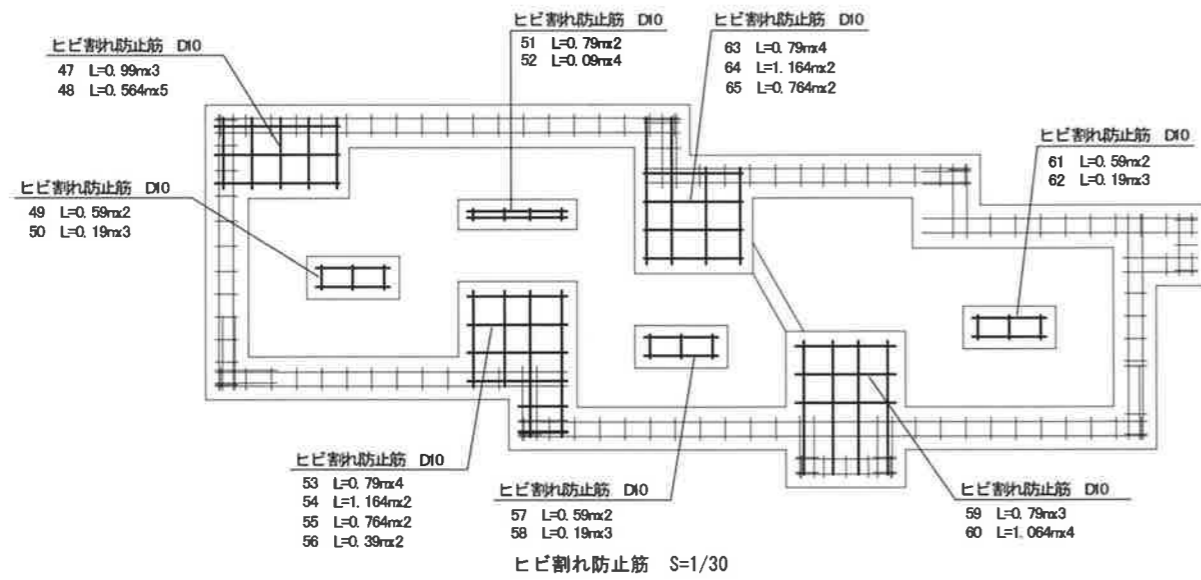 ヒビ割れ防止筋 D10
47 L=0.99mx3
48 L=0.564mx5
ヒビ割れ防止筋 D10
51 L=0.79mx2
52 L=0.09mx4
ヒビ割れ防止筋 D10
63 L=0.79mx4
64 L=1.164mx2
65 L=0.764mx2
ヒビ割れ防止筋 D10
61 L=0.59mx2
62 L=0.19mx3
ヒビ割れ防止筋 D10
49 L=0.59mx2
50 L=0.19mx3
ヒビ割れ防止筋 D10
53 L=0.79mx4
54 L=1.164mx2
55 L=0.764mx2
56 L=0.39mx2
ヒビ割れ防止筋 D10
57 L=0.59mx2
58 L=0.19mx3
ヒビ割れ防止筋 D10
59 L=0.79mx3
60 L=1.064mx4
ヒビ割れ防止筋 S=1/30